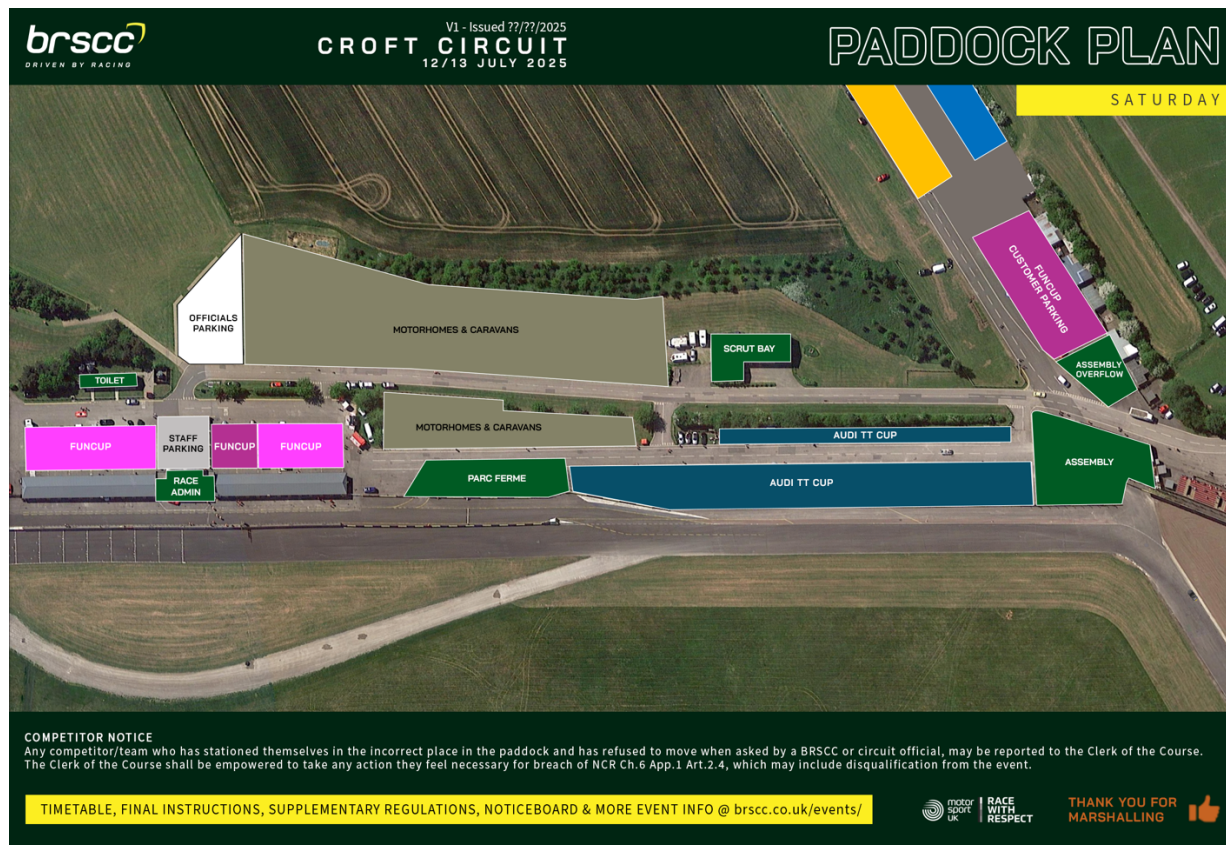 brscc
DRIVEN BY RACING
V1 - Issued ??/??/2025
CROFT CIRCUIT
12/13 JULY 2025
PADDOCK PLAN
SATURDAY
FUNCUP
CUSTOMER PARKING
OFFICIALS
PARKING
MOTORHOMES & CARAVANS
SCRUT BAY
ASSEMBLY
OVERFLOW
TOILET
FUNCUP
STAFF
PARKING
FUNCUP
FUNCUP
MOTORHOMES & CARAVANS
AUDI TT CUP
ASSEMBLY
RACE
ADMIN
PARC FERME
AUDI TT CUP
COMPETITOR NOTICE
Any competitor/team who has stationed themselves in the incorrect place in the paddock and has refused to move when asked by a BRSCC or circuit official, may be reported to the Clerk of the Course.
The Clerk of the Course shall be empowered to take any action they feel necessary for breach of NCR Ch.6 App.1 Art.2.4, which may include disqualification from the event.
TIMETABLE, FINAL INSTRUCTIONS, SUPPLEMENTARY REGULATIONS, NOTICEBOARD & MORE EVENT INFO @ brscc.co.uk/events/
motor
sport
uk
RACE
WITH
RESPECT
THANK YOU FOR
MARSHALLING